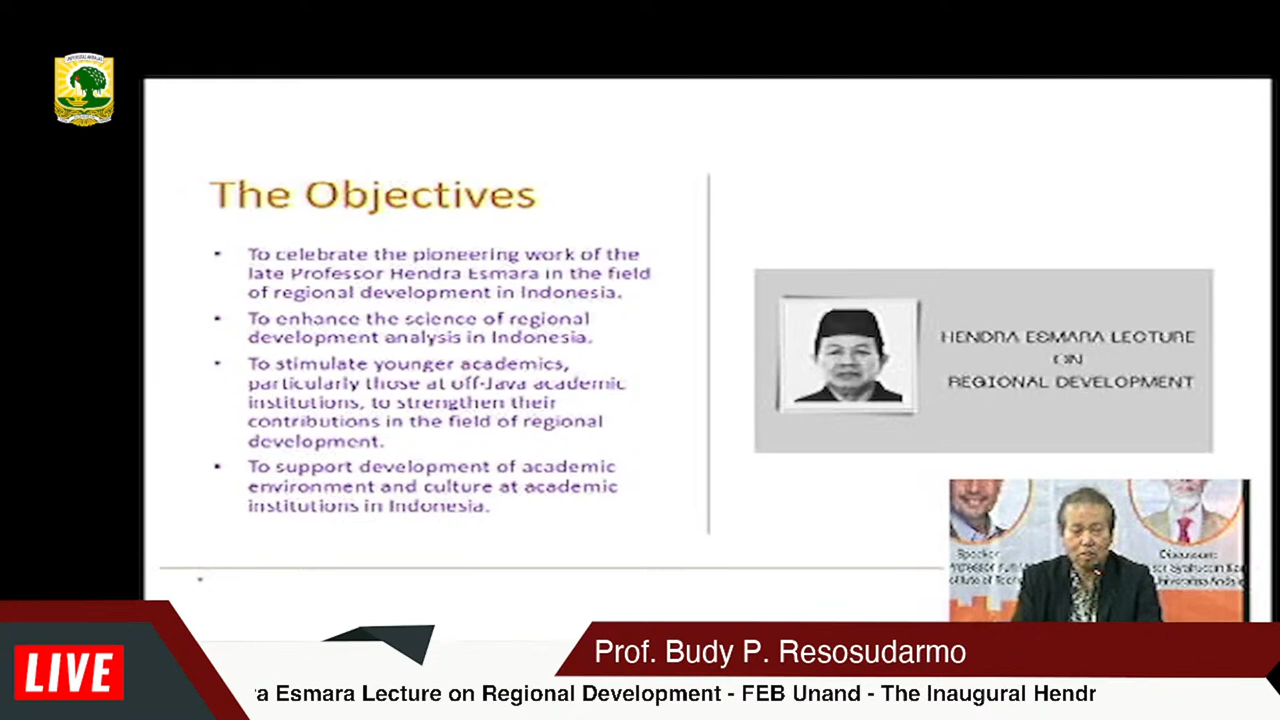 The Objectives
• To celebrate the pioneering work of the
late Professor Hendra Esmara in the field
of regional development in Indonesia.
• To enhance the science of regional
development analysis in Indonesia.
• To stimulate younger academics,
particularly those at off-Java academic
institutions, to strengthen their
contributions in the field of regional
development.
• To support development of academic
environment and culture at academic
institutions in Indonesia.
HENDRA ESMARA LECTURE
ON
REGIONAL DEVELOPMENT
Speaker:
Discussant:
Prof. Budy P. Resosudarmo
LIVE
ra Esmara Lecture on Regional Development - FEB Unand - The Inaugural Hendr